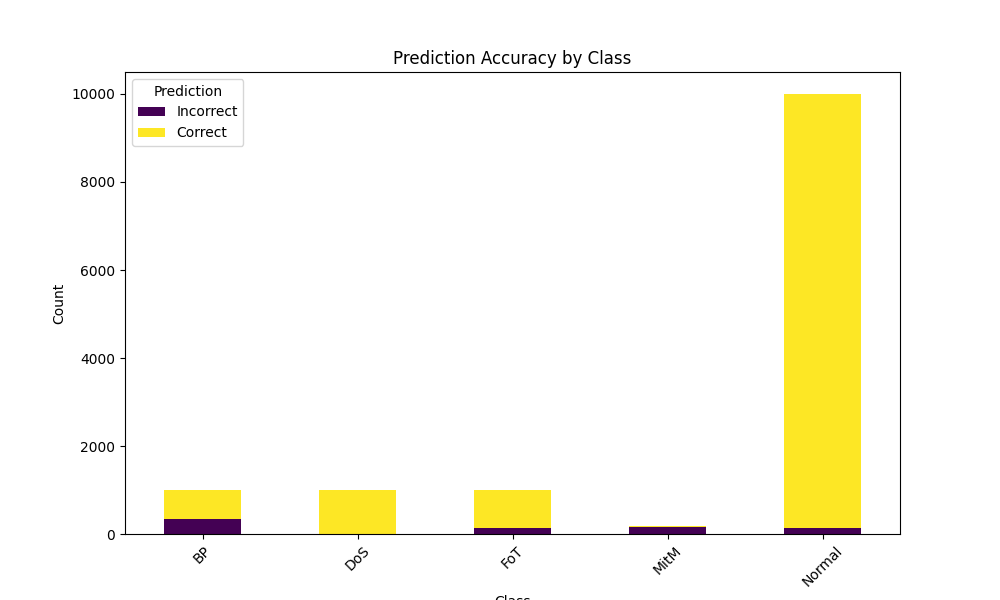 Prediction Accuracy by Class
Prediction
Incorrect
Correct
10000
8000
6000
4000
2000
0
Count
BP
DoS
FoT
MitM
Normal
Class